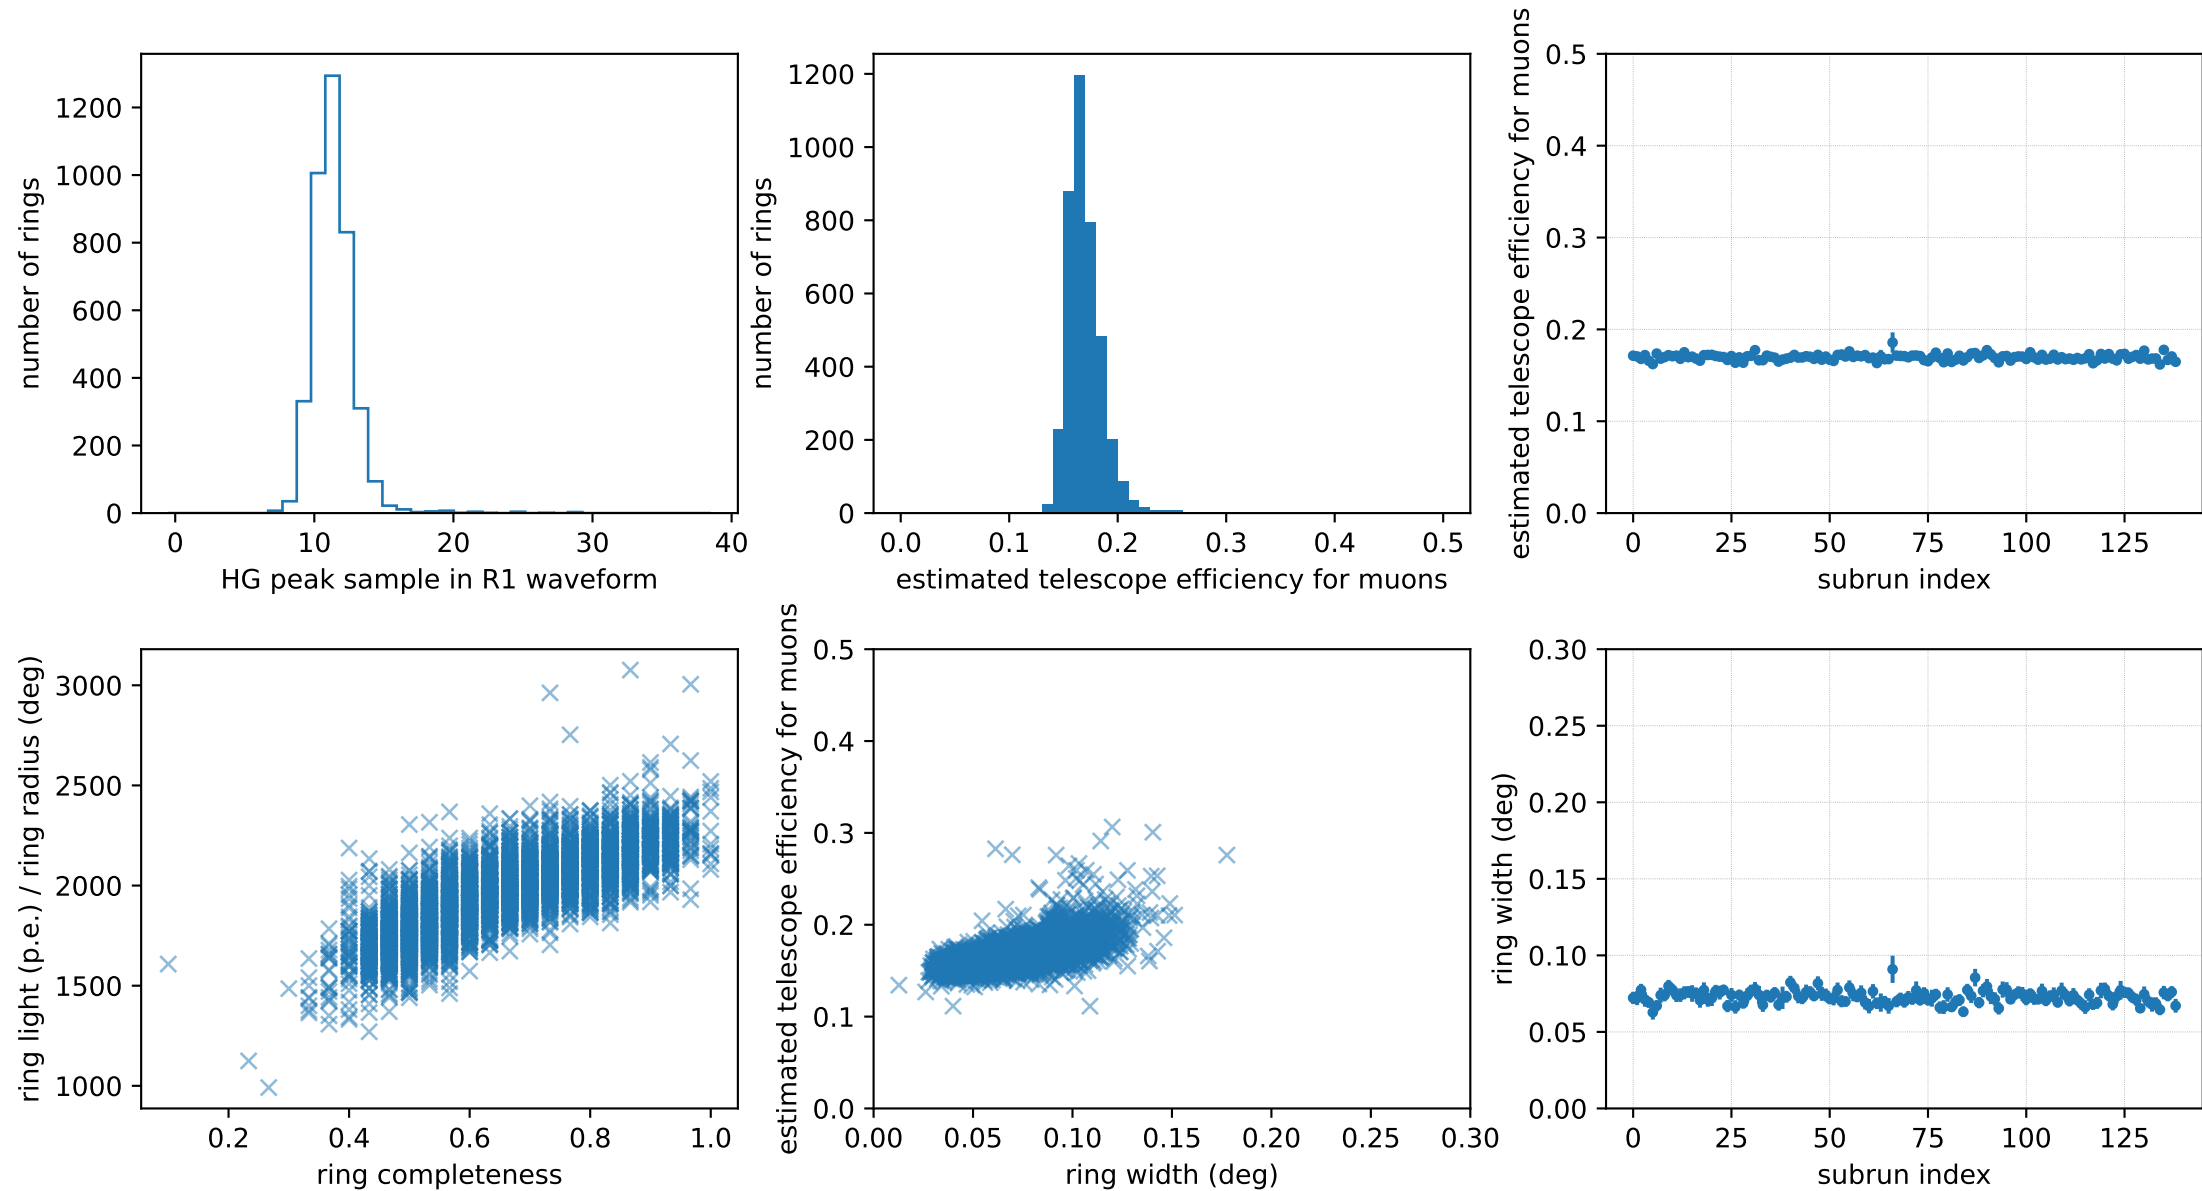 number of rings
1200
1000
800
600
400
200
0
0 10 20 30 40
HG peak sample in R1 waveform
number of rings
1200
1000
800
600
400
200
0
0.0 0.1 0.2 0.3 0.4 0.5
estimated telescope efficiency for muons
estimated telescope efficiency for muons
0.5
0.4
0.3
0.2
0.1
0.0
0 25 50 75 100 125
subrun index
ring light (p.e.) / ring radius (deg)
3000
2500
2000
1500
1000
0.2 0.4 0.6 0.8 1.0
ring completeness
estimated telescope efficiency for muons
0.5
0.4
0.3
0.2
0.1
0.0
0.00 0.05 0.10 0.15 0.20 0.25 0.30
ring width (deg)
ring width (deg)
0.30
0.25
0.20
0.15
0.10
0.05
0.00
0 25 50 75 100 125
subrun index